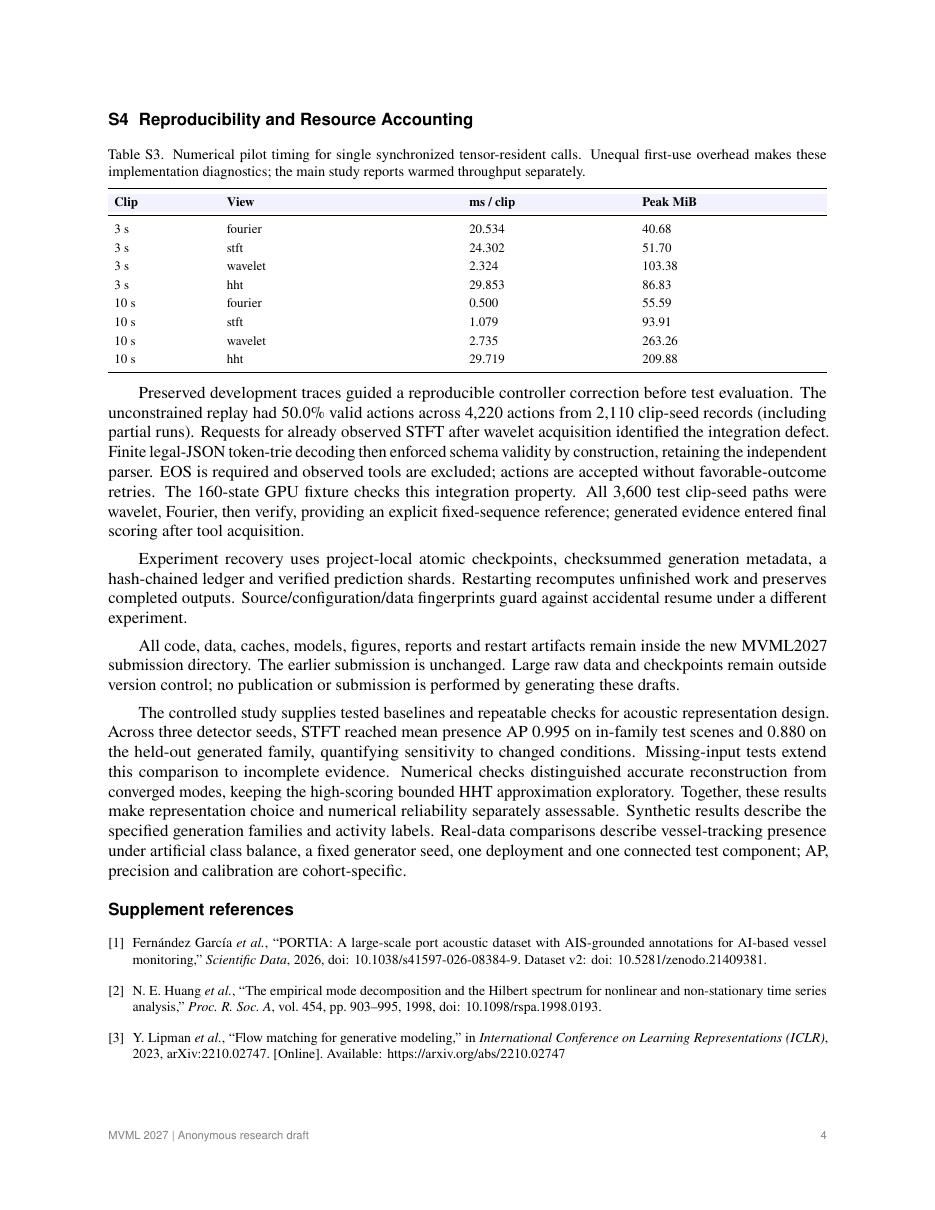 S4 Reproducibility and Resource Accounting
Table S3. Numerical pilot timing for single synchronized tensor-resident calls. Unequal first-use overhead makes these
implementation diagnostics; the main study reports warmed throughput separately.
Clip View ms / clip Peak MiB
3 s fourier 20.534 40.68
3 s stft 24.302 51.70
3 s wavelet 2.324 103.38
3 s hht 29.853 86.83
10 s fourier 0.500 55.59
10 s stft 1.079 93.91
10 s wavelet 2.735 263.26
10 s hht 29.719 209.88
Preserved development traces guided a reproducible controller correction before test evaluation. The
unconstrained replay had 50.0% valid actions across 4,220 actions from 2,110 clip-seed records (including
partial runs). Requests for already observed STFT after wavelet acquisition identified the integration defect.
Finite legal-JSON token-trie decoding then enforced schema validity by construction, retaining the independent
parser. EOS is required and observed tools are excluded; actions are accepted without favorable-outcome
retries. The 160-state GPU fixture checks this integration property. All 3,600 test clip-seed paths were
wavelet, Fourier, then verify, providing an explicit fixed-sequence reference; generated evidence entered final
scoring after tool acquisition.
Experiment recovery uses project-local atomic checkpoints, checksummed generation metadata, a
hash-chained ledger and verified prediction shards. Restarting recomputes unfinished work and preserves
completed outputs. Source/configuration/data fingerprints guard against accidental resume under a different
experiment.
All code, data, caches, models, figures, reports and restart artifacts remain inside the new MVML2027
submission directory. The earlier submission is unchanged. Large raw data and checkpoints remain outside
version control; no publication or submission is performed by generating these drafts.
The controlled study supplies tested baselines and repeatable checks for acoustic representation design.
Across three detector seeds, STFT reached mean presence AP 0.995 on in-family test scenes and 0.880 on
the held-out generated family, quantifying sensitivity to changed conditions. Missing-input tests extend
this comparison to incomplete evidence. Numerical checks distinguished accurate reconstruction from
converged modes, keeping the high-scoring bounded HHT approximation exploratory. Together, these results
make representation choice and numerical reliability separately assessable. Synthetic results describe the
specified generation families and activity labels. Real-data comparisons describe vessel-tracking presence
under artificial class balance, a fixed generator seed, one deployment and one connected test component; AP,
precision and calibration are cohort-specific.
Supplement references
[1] Fernández García et al., “PORTIA: A large-scale port acoustic dataset with AIS-grounded annotations for AI-based vessel
monitoring,” Scientific Data, 2026, doi: 10.1038/s41597-026-08384-9. Dataset v2: doi: 10.5281/zenodo.21409381.
[2] N. E. Huang et al., “The empirical mode decomposition and the Hilbert spectrum for nonlinear and non-stationary time series
analysis,” Proc. R. Soc. A, vol. 454, pp. 903–995, 1998, doi: 10.1098/rspa.1998.0193.
[3] Y. Lipman et al., “Flow matching for generative modeling,” in International Conference on Learning Representations (ICLR),
2023, arXiv:2210.02747. [Online]. Available: https://arxiv.org/abs/2210.02747
MVML 2027 | Anonymous research draft 4